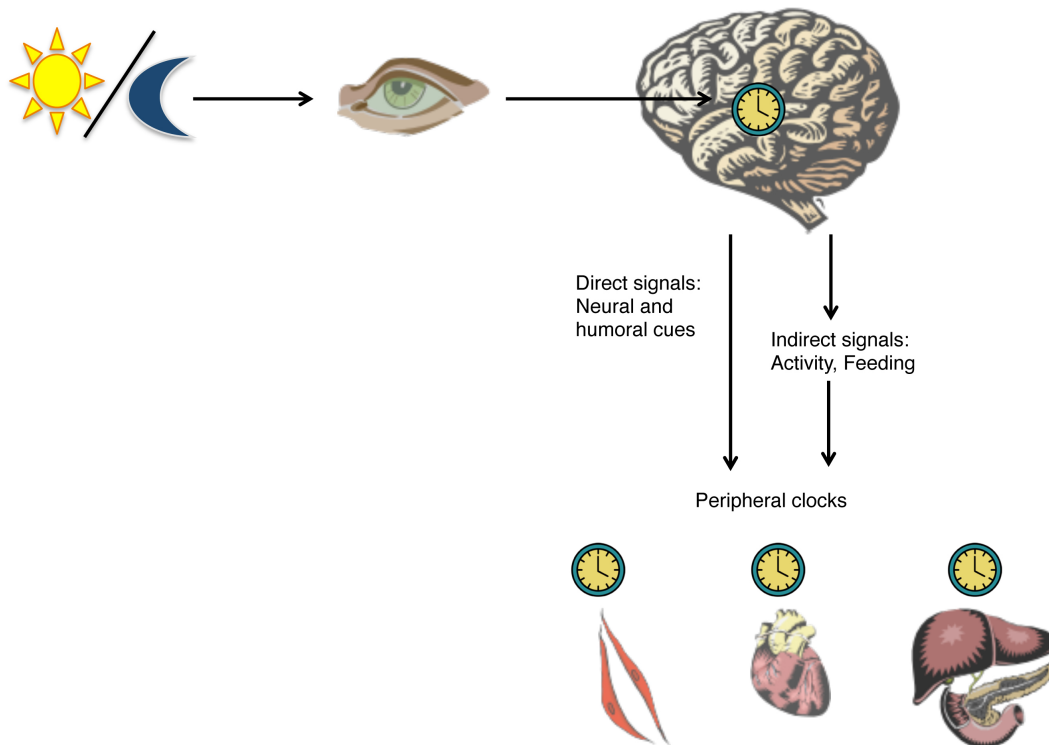 Direct signals:
Neural and
humoral cues
Indirect signals:
Activity, Feeding
Peripheral clocks